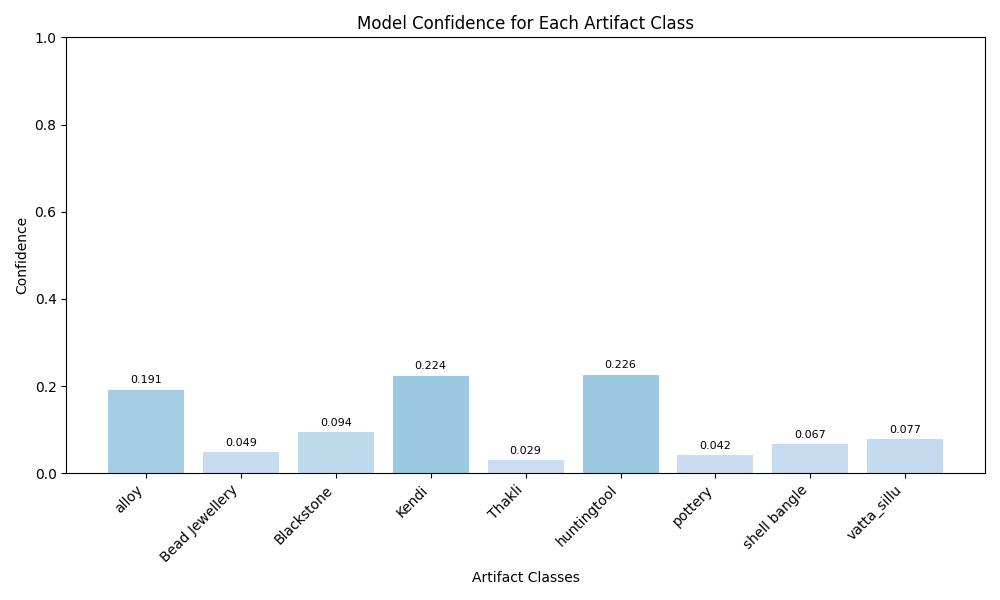 Model Confidence for Each Artifact Class
1.0
0.8
0.6
0.4
0.2
0.0
Confidence
0.191
0.049
0.094
0.224
0.029
0.226
0.042
0.067
0.077
alloy
Bead Jewellery
Blackstone
Kendi
Thakli
huntingtool
pottery
shell bangle
vatta_sillu
Artifact Classes